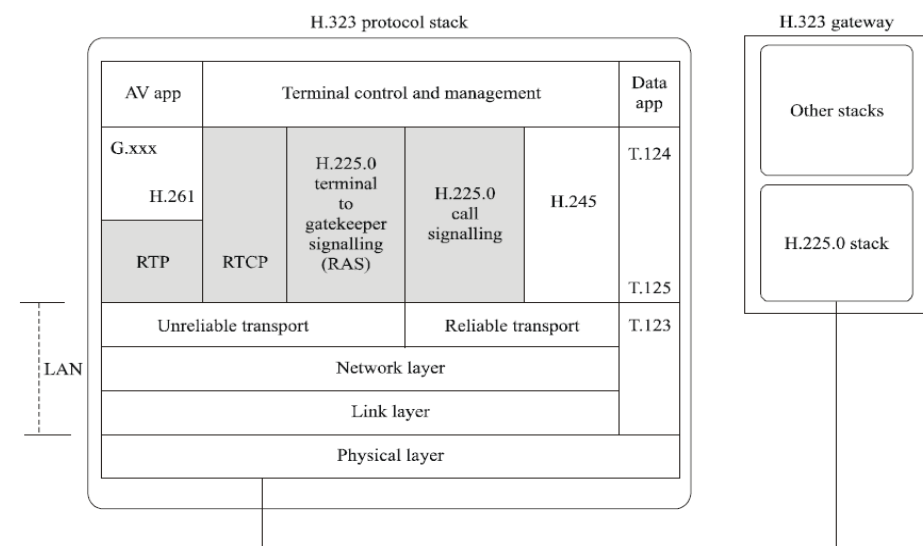 H.323 protocol stack
H.323 gateway
AV app
Terminal control and management
Data
app
G.xxx
H.261
RTP
RTCP
H.225.0
terminal
to
gatekeeper
signalling
(RAS)
H.225.0
call
signalling
H.245
T.124
T.125
Other stacks
H.225.0 stack
LAN
Unreliable transport
Reliable transport
T.123
Network layer
Link layer
Physical layer